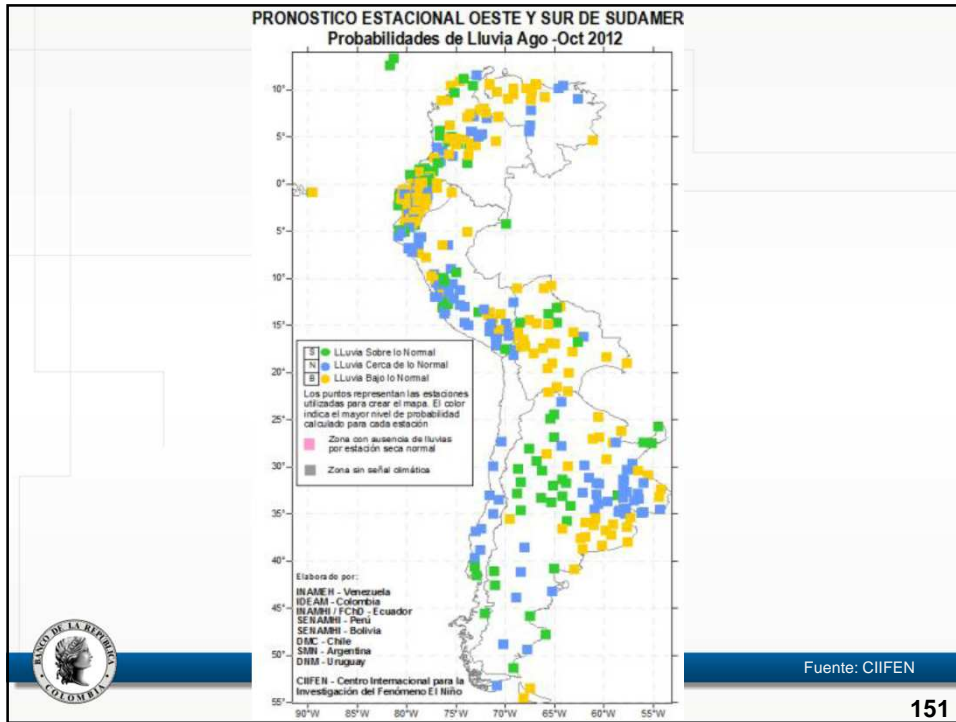 PRONOSTICO ESTACIONAL OESTE Y SUR DE SUDAMER
Probabilidades de Lluvia Ago -Oct 2012
10°
5°
0°
5°
10°
15°
20°
25°
30°
35°
40°
45°
50°
55°
S LLuvia Sobre lo Normal
N LLuvia Cerca de lo Normal
B LLuvia Bajo lo Normal
Los puntos representan las estaciones
utilizadas para crear el mapa. El color
indica el mayor nivel de probabilidad
calculado para cada estación
Zona con ausencia de lluvias
por estación seca normal
Zona sin señal climática
Elaborado por:
INAMEH - Venezuela
IDEAM - Colombia
INAMHI / FChD - Ecuador
SENAMHI - Perú
SENAMHI - Bolivia
DMC - Chile
SMN - Argentina
DNM - Uruguay
CIIFEN - Centro Internacional para la
Investigación del Fenómeno El Niño
90°W 85°W 80°W 75°W 70°W 65°W 60°W 55°W
BANCO DE LA REPÚBLICA
COLOMBIA
Fuente: CIIFEN
151